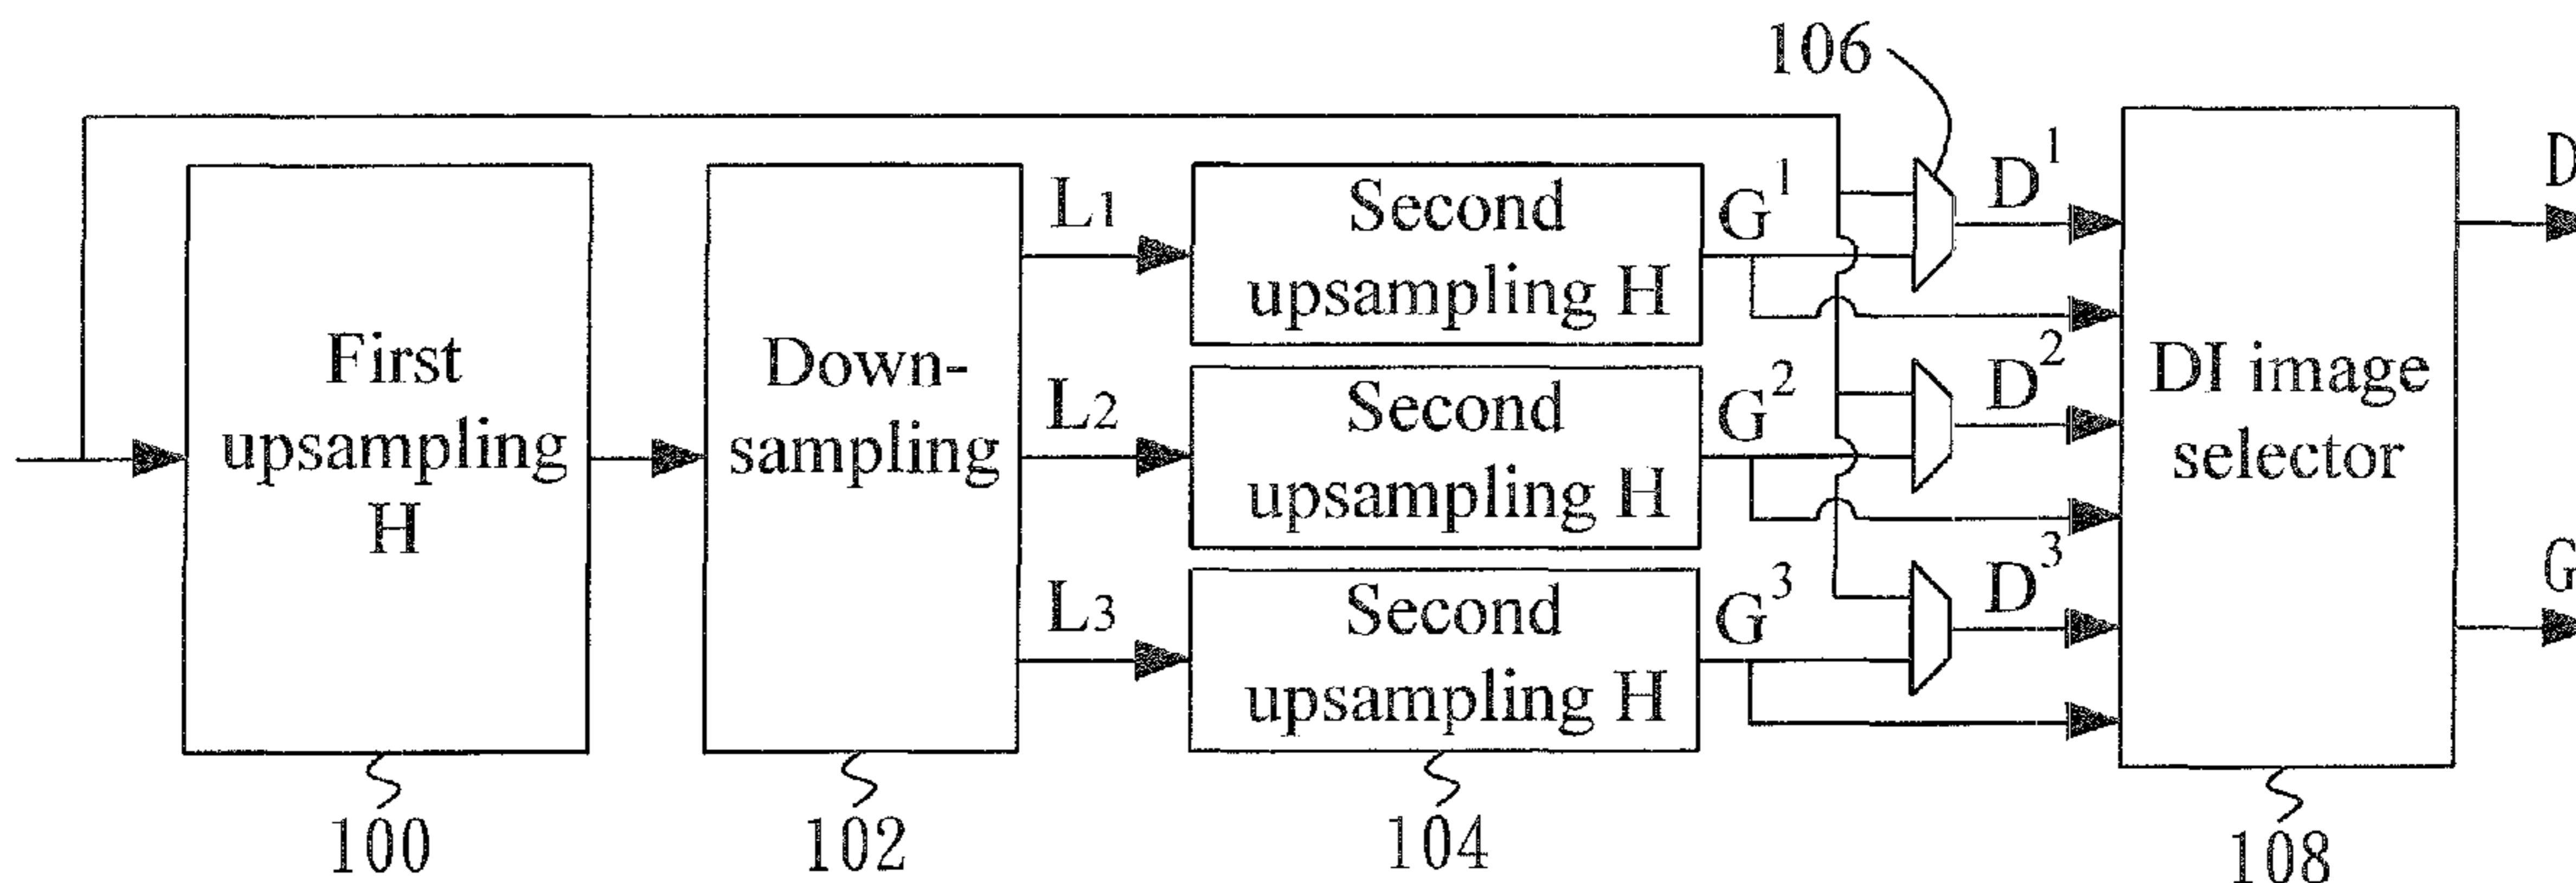 106
First
upsampling
H
Down-
sampling
L1
L2
L3
Second
upsampling H
Second
upsampling H
Second
upsampling H
G1
G2
G3
D1
D2
D3
DI image
selector
D
G
100
102
104
108